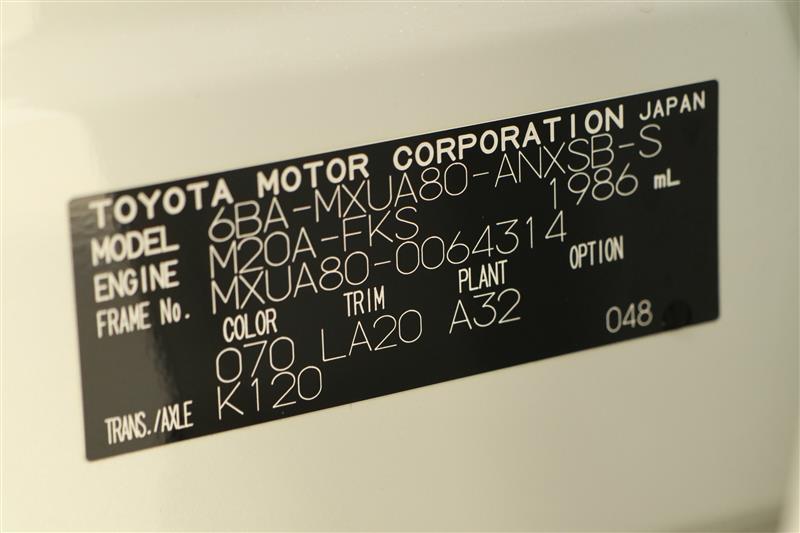 TOYOTA MOTOR CORPORATION JAPAN
MODEL 6BA-MXUA80-ANXSB-S
ENGINE M20A-FKS 1986 mL
FRAME No. MXUA80-0064314
COLOR TRIM PLANT OPTION
070 LA20 A32
TRANS./AXLE K120 048